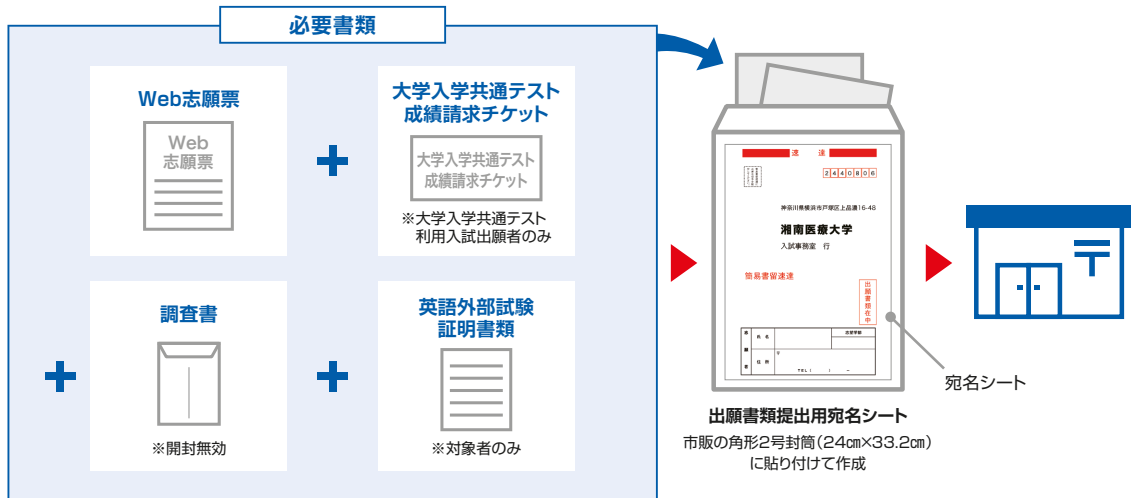 必要書類
Web志願票
Web
志願票
大学入学共通テスト
成績請求チケット
大学入学共通テスト
成績請求チケット
※大学入学共通テスト
利用入試出願者のみ
調査書
※開封無効
英語外部試験
証明書類
※対象者のみ
速 達
2440806
神奈川県横浜市戸塚区上品濃16-48
湘南医療大学
入試事務室 行
簡易書留速達
出願書類在中
志願者
氏 名
志望学部
住 所
〒
TEL ( ) −
宛名シート
出願書類提出用宛名シート
市販の角形2号封筒(24㎝×33.2㎝)
に貼り付けて作成